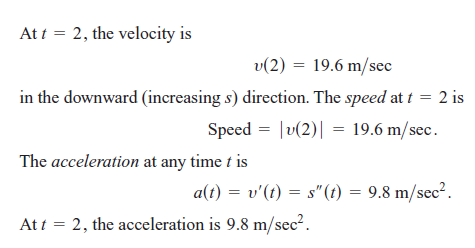 At t = 2, the velocity is
v(2) = 19.6 m/sec
in the downward (increasing s) direction. The speed at t = 2 is
Speed = |v(2)| = 19.6 m/sec.
The acceleration at any time t is
a(t) = v′(t) = s″(t) = 9.8 m/sec².
At t = 2, the acceleration is 9.8 m/sec².